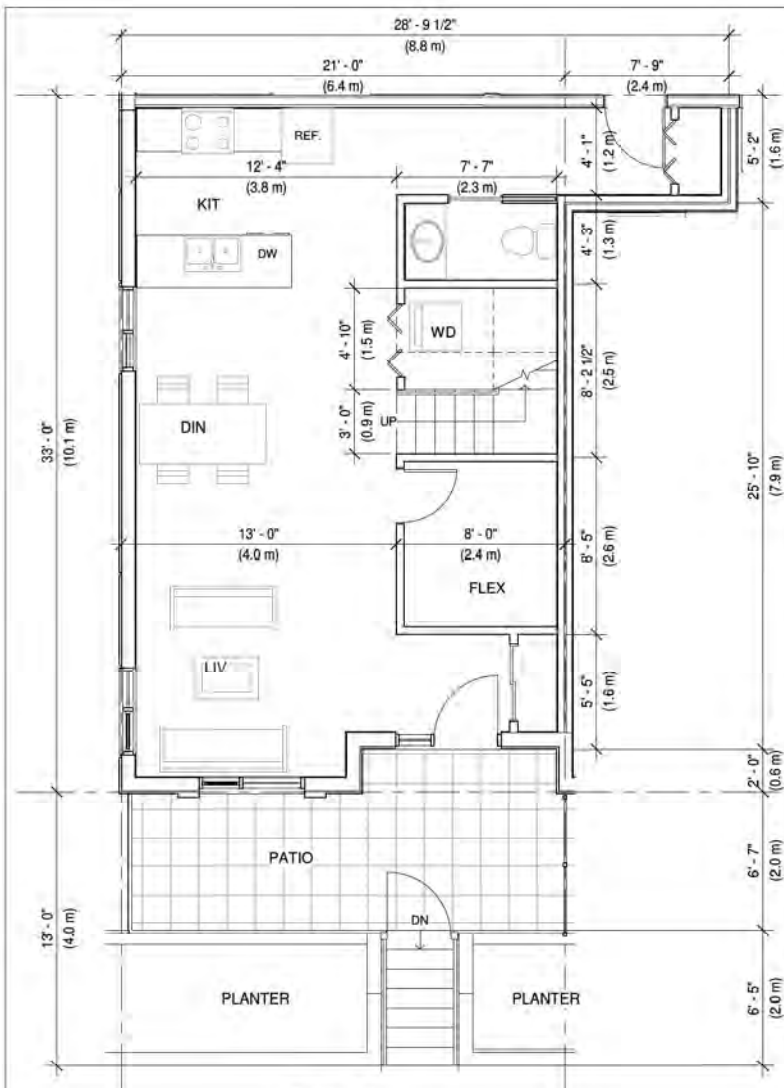 28' - 9 1/2"
(8.8 m)
21' - 0"
(6.4 m)
7' - 9"
(2.4 m)
REF.
12' - 4"
(3.8 m)
7' - 7"
(2.3 m)
4' - 1"
(1.2 m)
5' - 2"
(1.6 m)
KIT
DW
4' - 3"
(1.3 m)
WD
4' - 10"
(1.5 m)
8' - 2 1/2"
(2.5 m)
DIN
UP
3' - 0"
(0.9 m)
33' - 0"
(10.1 m)
25' - 10"
(7.9 m)
13' - 0"
(4.0 m)
8' - 0"
(2.4 m)
8' - 5"
(2.6 m)
FLEX
LIV
5' - 5"
(1.6 m)
2' - 0"
(0.6 m)
PATIO
6' - 7"
(2.0 m)
DN
13' - 0"
(4.0 m)
PLANTER
PLANTER
6' - 5"
(2.0 m)